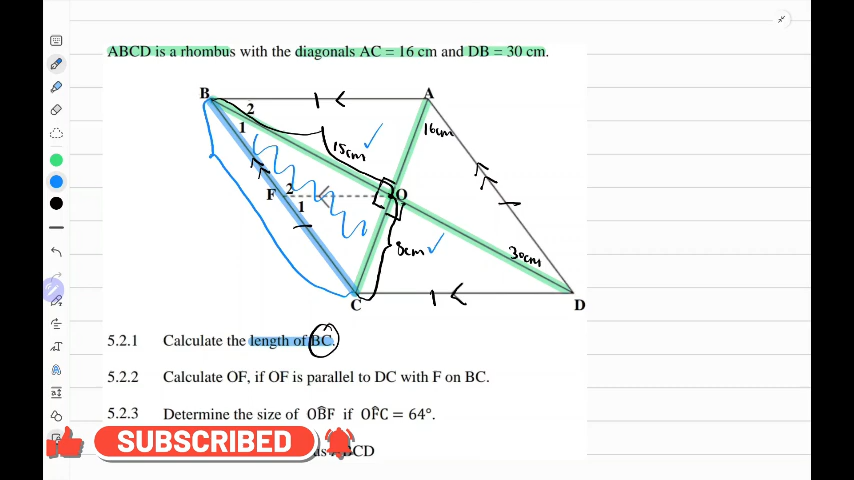 ABCD is a rhombus with the diagonals AC = 16 cm and DB = 30 cm.
B
A
2
1
16cm
15cm
F
2
1
O
8cm
30cm
C
D
5.2.1 Calculate the length of BC.
5.2.2 Calculate OF, if OF is parallel to DC with F on BC.
5.2.3 Determine the size of OB̂F if OF̂C = 64°.
SUBSCRIBED
BCD